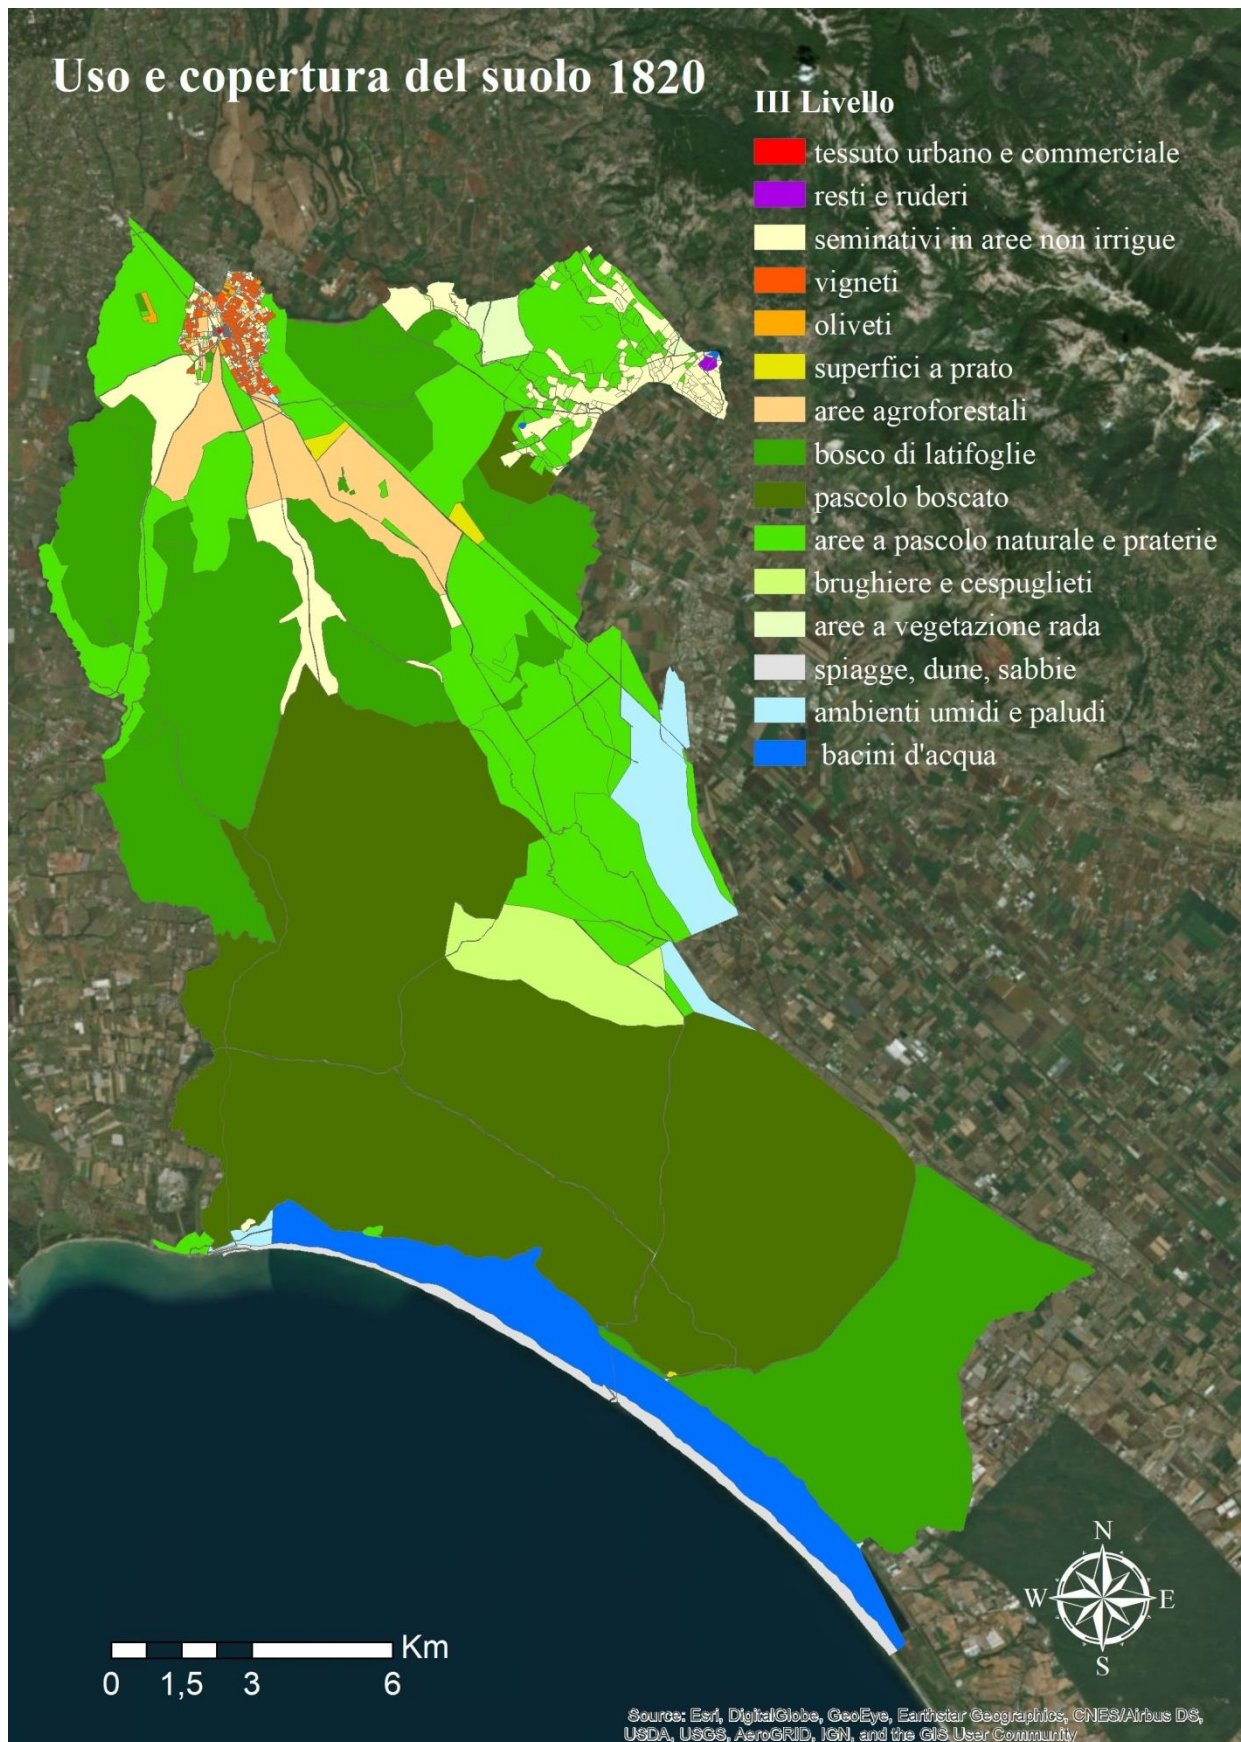 Uso e copertura del suolo 1820
III Livello
tessuto urbano e commerciale
resti e ruderi
seminativi in aree non irrigue
vigneti
oliveti
superfici a prato
aree agroforestali
bosco di latifoglie
pascolo boscato
aree a pascolo naturale e praterie
brughiere e cespuglieti
aree a vegetazione rada
spiagge, dune, sabbie
ambienti umidi e paludi
bacini d'acqua
N
W E
S
Km
0 1,5 3 6
Source: Esri, DigitalGlobe, GeoEye, Earthstar Geographics, CNES/Airbus DS,
USDA, USGS, AeroGRID, IGN, and the GIS User Community